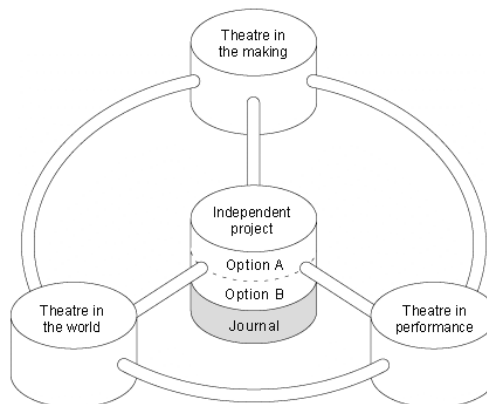 Theatre in
the making
Independent
project
Option A
Option B
Journal
Theatre in
the world
Theatre in
performance